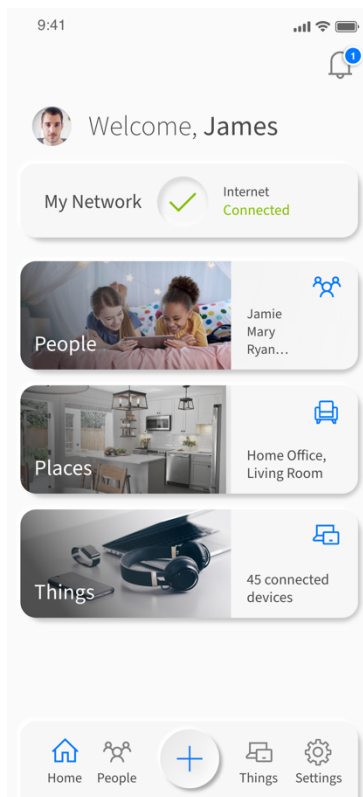 9:41
1
Welcome, James
My Network
Internet
Connected
People
Jamie
Mary
Ryan...
Places
Home Office,
Living Room
Things
45 connected
devices
Home
People
Things
Settings